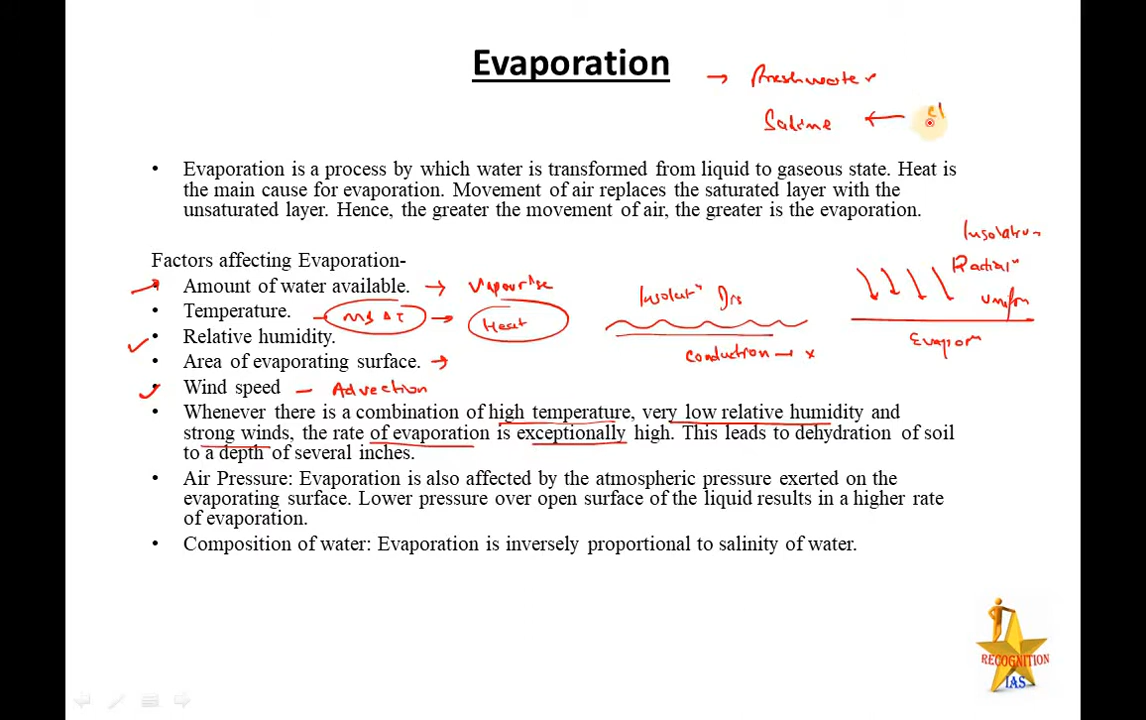 Evaporation
→ Freshwater
Saline ←
• Evaporation is a process by which water is transformed from liquid to gaseous state. Heat is
the main cause for evaporation. Movement of air replaces the saturated layer with the
unsaturated layer. Hence, the greater the movement of air, the greater is the evaporation.
Insolation
Factors affecting Evaporation-
Radiatn
• Amount of water available. → Vapourise
Insolatn
Uniform
• Temperature. – ms ΔT → Heat
• Relative humidity.
Evaporn
conduction → x
• Area of evaporating surface. →
• Wind speed – Advection
• Whenever there is a combination of high temperature, very low relative humidity and
strong winds, the rate of evaporation is exceptionally high. This leads to dehydration of soil
to a depth of several inches.
• Air Pressure: Evaporation is also affected by the atmospheric pressure exerted on the
evaporating surface. Lower pressure over open surface of the liquid results in a higher rate
of evaporation.
• Composition of water: Evaporation is inversely proportional to salinity of water.
RECOGNITION
IAS